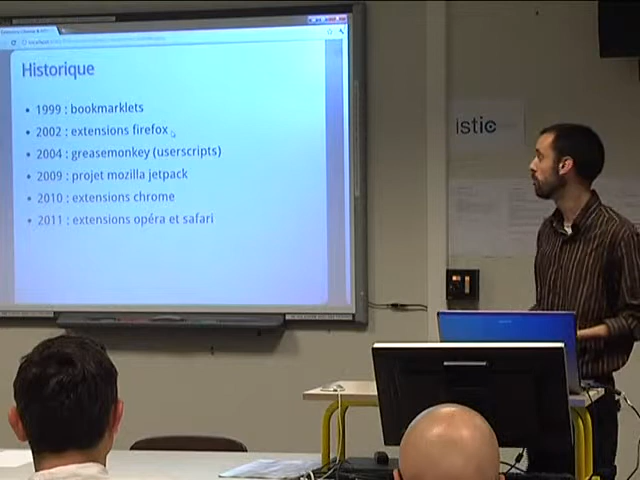 Historique
• 1999 : bookmarklets
• 2002 : extensions firefox
• 2004 : greasemonkey (userscripts)
• 2009 : projet mozilla jetpack
• 2010 : extensions chrome
• 2011 : extensions opéra et safari
istic